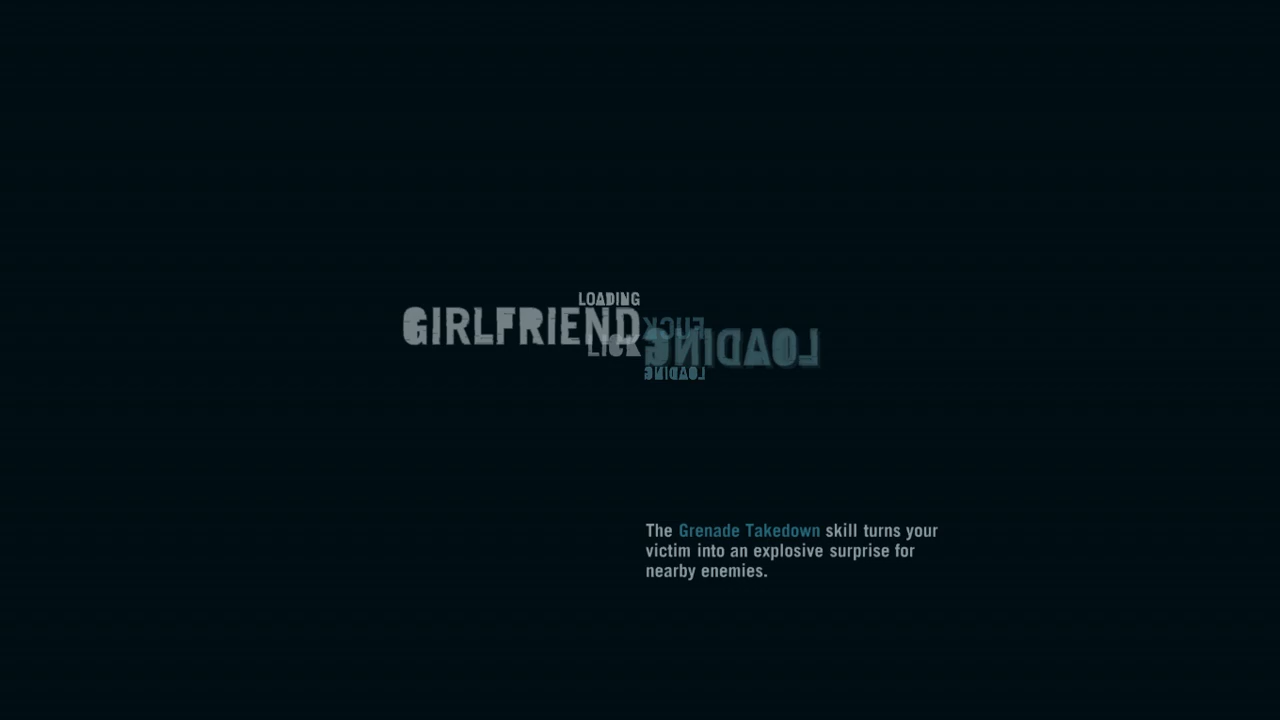 LOADING
GIRLFRIEND
LICK
FUCK
LOADING
LOADING
The Grenade Takedown skill turns your
victim into an explosive surprise for
nearby enemies.